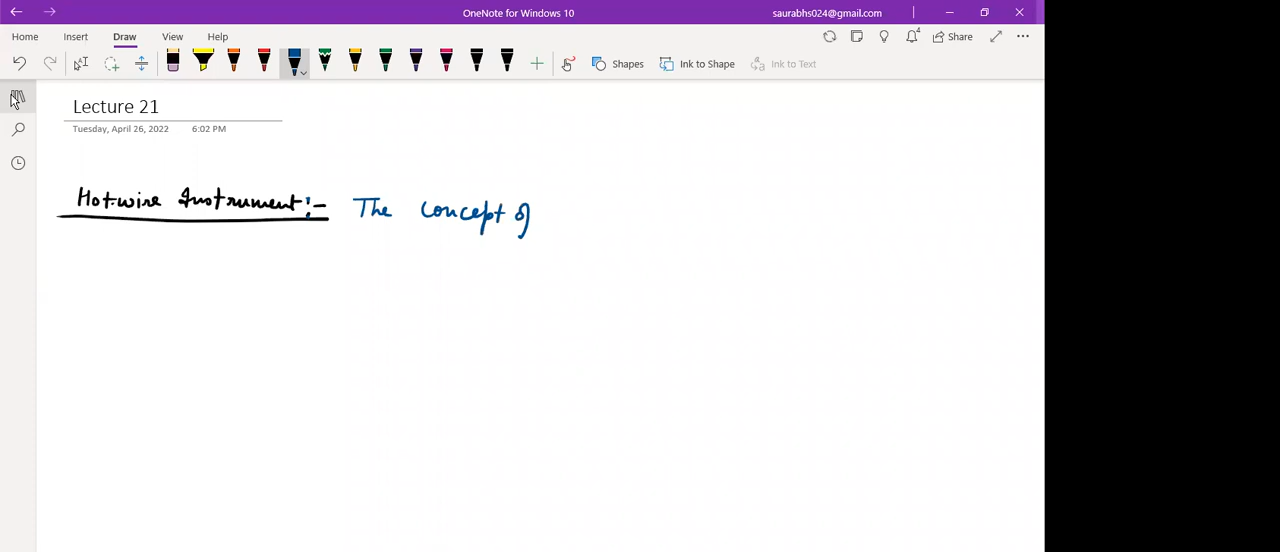 OneNote for Windows 10
saurabhs024@gmail.com
Home Insert Draw View Help
4 Share
Shapes Ink to Shape Ink to Text
Lecture 21
Tuesday, April 26, 2022 6:02 PM
Hotwire Instrument:- The concept of